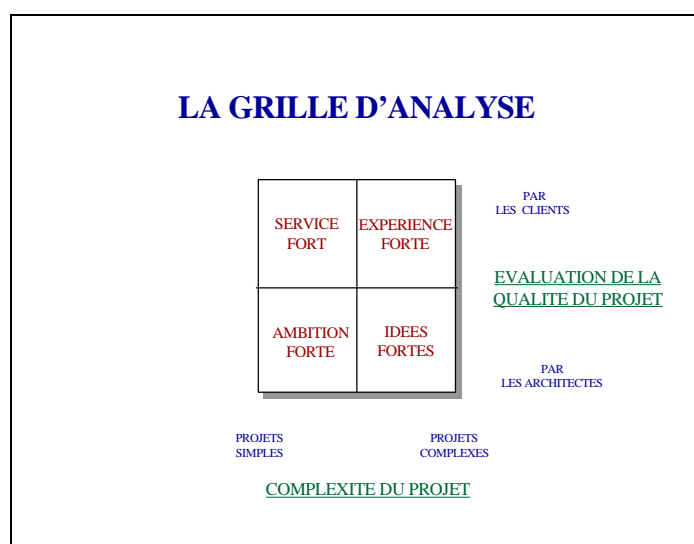 LA GRILLE D'ANALYSE
SERVICE
FORT
EXPERIENCE
FORTE
PAR
LES CLIENTS
EVALUATION DE LA
QUALITE DU PROJET
AMBITION
FORTE
IDEES
FORTES
PAR
LES ARCHITECTES
PROJETS
SIMPLES
PROJETS
COMPLEXES
COMPLEXITE DU PROJET